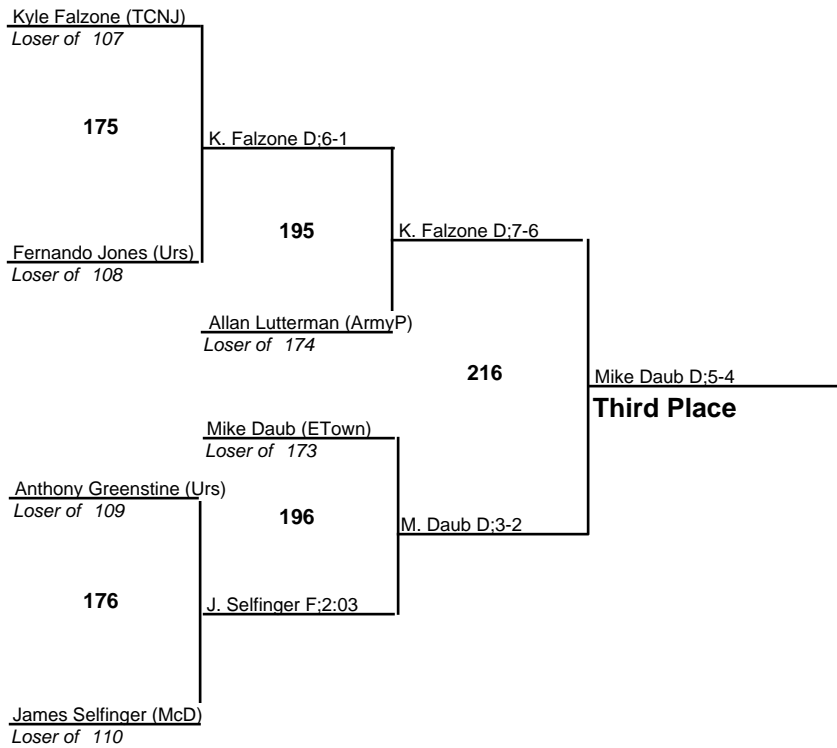 Kyle Falzone (TCNJ)
Loser of 107
175
K. Falzone D;6-1
195
K. Falzone D;7-6
Fernando Jones (Urs)
Loser of 108
Allan Lutterman (ArmyP)
Loser of 174
216
Mike Daub D;5-4
Third Place
Mike Daub (ETown)
Loser of 173
Anthony Greenstine (Urs)
Loser of 109
196
M. Daub D;3-2
176
J. Selfinger F;2:03
James Selfinger (McD)
Loser of 110